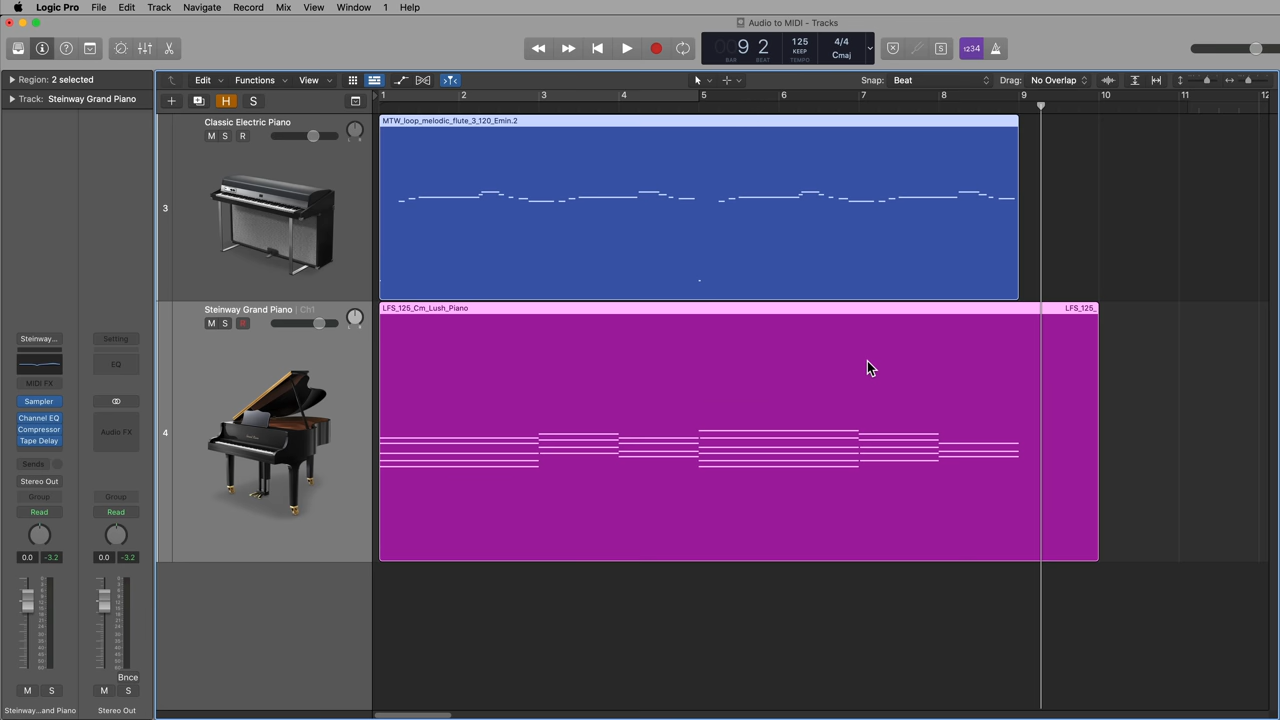 Logic Pro File Edit Track Navigate Record Mix View Window 1 Help
Audio to MIDI - Tracks
009 2
BAR BEAT
125
KEEP
TEMPO
4/4
Cmaj
1234
S
Region: 2 selected
Track: Steinway Grand Piano
Edit Functions View
Snap: Beat
Drag: No Overlap
H S
1 2 3 4 5 6 7 8 9 10 11 12
Classic Electric Piano
M S R
L R
3
MTW_loop_melodic_flute_3_120_Emin.2
Steinway Grand Piano | Ch1
M S R
L R
4
LFS_125_Cm_Lush_Piano
LFS_125_
Steinway... Setting
EQ
MIDI FX
Sampler
Channel EQ
Compressor
Tape Delay
Audio FX
Sends
Stereo Out
Group Group
Read Read
0.0 -3.2 0.0 -3.2
Bnce
M S M S
Steinway...and Piano Stereo Out